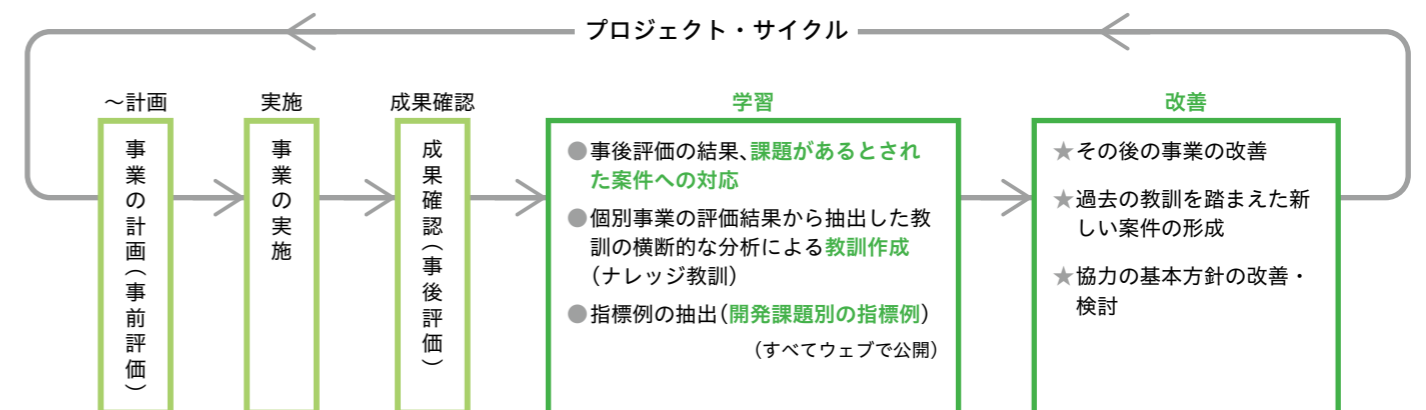 プロジェクト・サイクル
～計画
事業の計画（事前評価）
実施
事業の実施
成果確認
成果確認（事後評価）
学習
●事後評価の結果、課題があるとされ
た案件への対応
●個別事業の評価結果から抽出した教
訓の横断的な分析による教訓作成
（ナレッジ教訓）
●指標例の抽出（開発課題別の指標例）
（すべてウェブで公開）
改善
★その後の事業の改善
★過去の教訓を踏まえた新
しい案件の形成
★協力の基本方針の改善・
検討